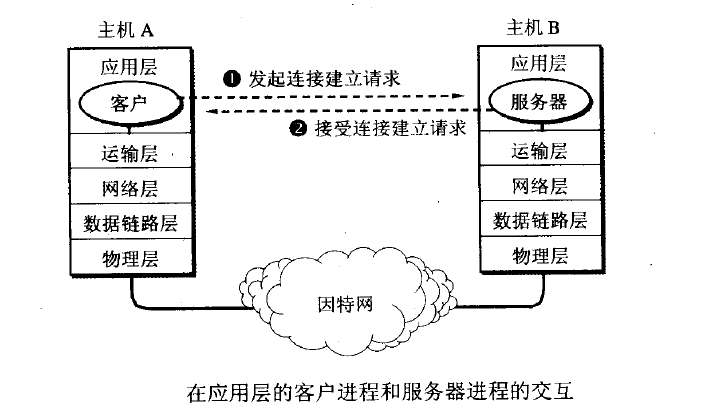 主机 A
主机 B
应用层
应用层
❶ 发起连接建立请求
客户
服务器
❷ 接受连接建立请求
运输层
运输层
网络层
网络层
数据链路层
数据链路层
物理层
物理层
因特网
在应用层的客户进程和服务器进程的交互